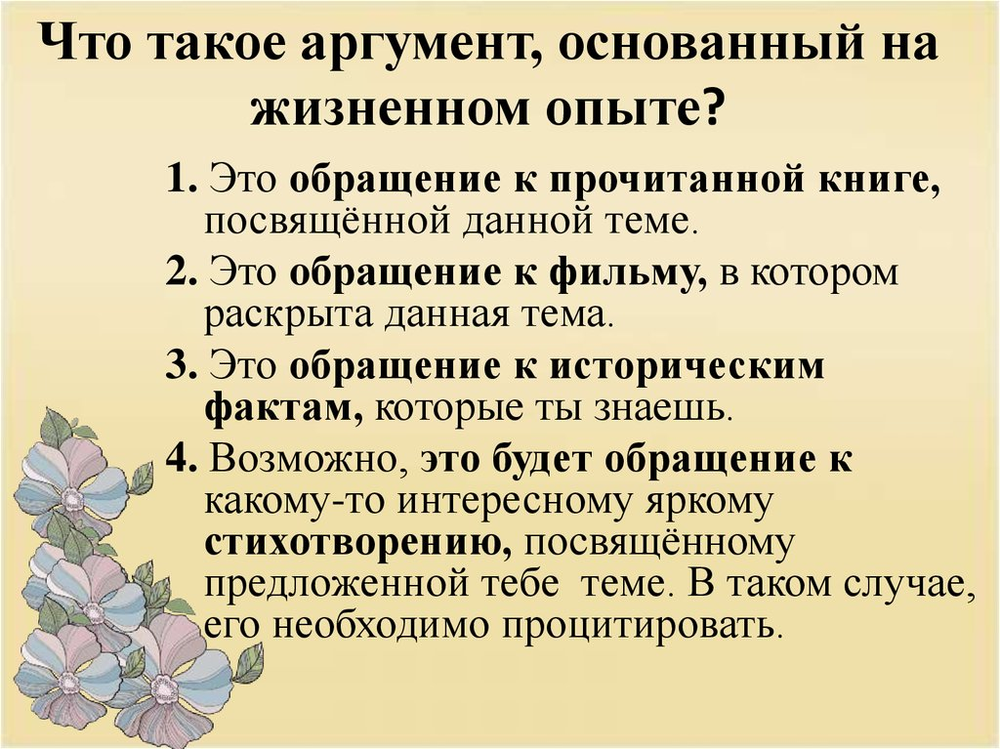 Что такое аргумент, основанный на
жизненном опыте?
1. Это обращение к прочитанной книге,
посвящённой данной теме.
2. Это обращение к фильму, в котором
раскрыта данная тема.
3. Это обращение к историческим
фактам, которые ты знаешь.
4. Возможно, это будет обращение к
какому-то интересному яркому
стихотворению, посвящённому
предложенной тебе  теме. В таком случае,
его необходимо процитировать.